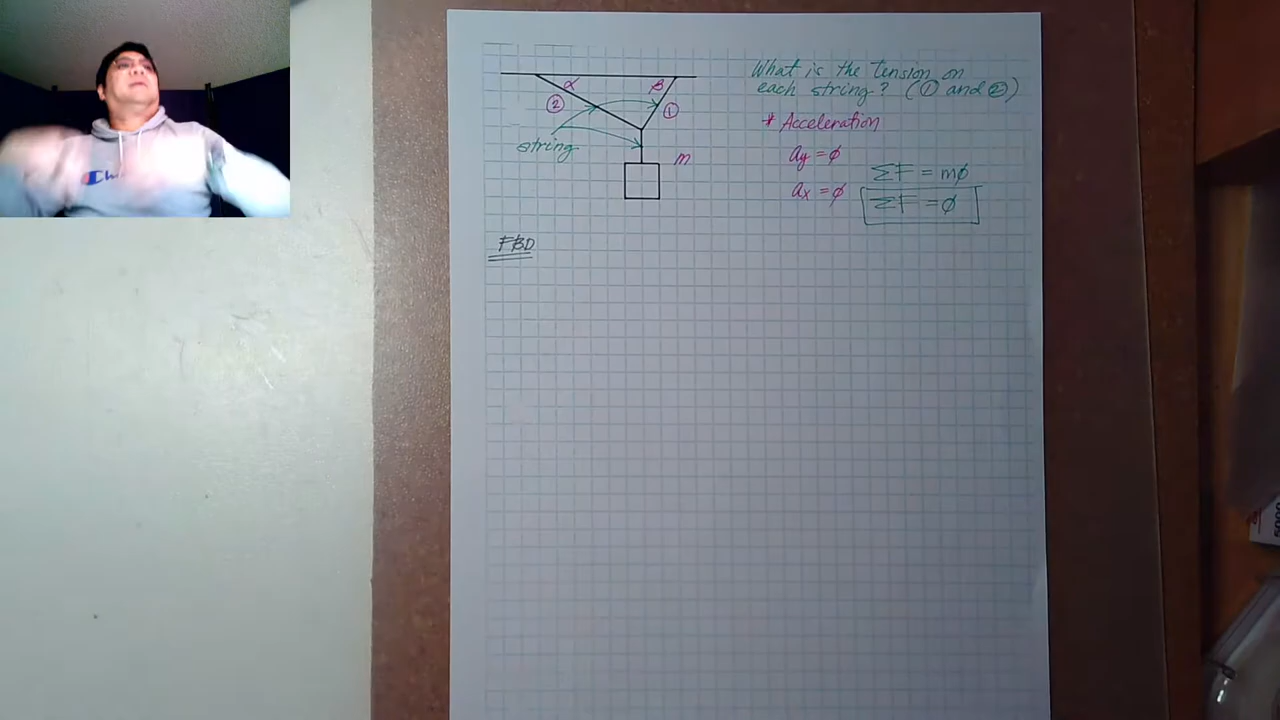 What is the Tension on
each string? (① and ②)
α
β
②
①
string
m
* Acceleration
ay = ∅
ax = ∅
ΣF = m∅
ΣF = ∅
FBD
Ch